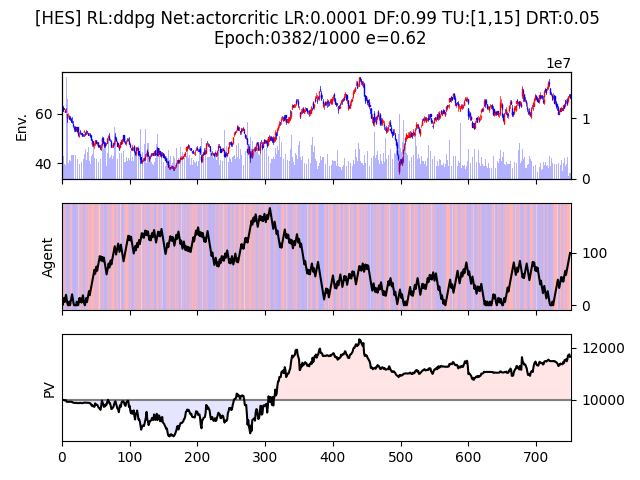 [HES] RL:ddpg Net:actorcritic LR:0.0001 DF:0.99 TU:[1,15] DRT:0.05
Epoch:0382/1000 e=0.62
1e7
Env.
60
40
1
0
Agent
100
0
PV
12000
10000
0 100 200 300 400 500 600 700